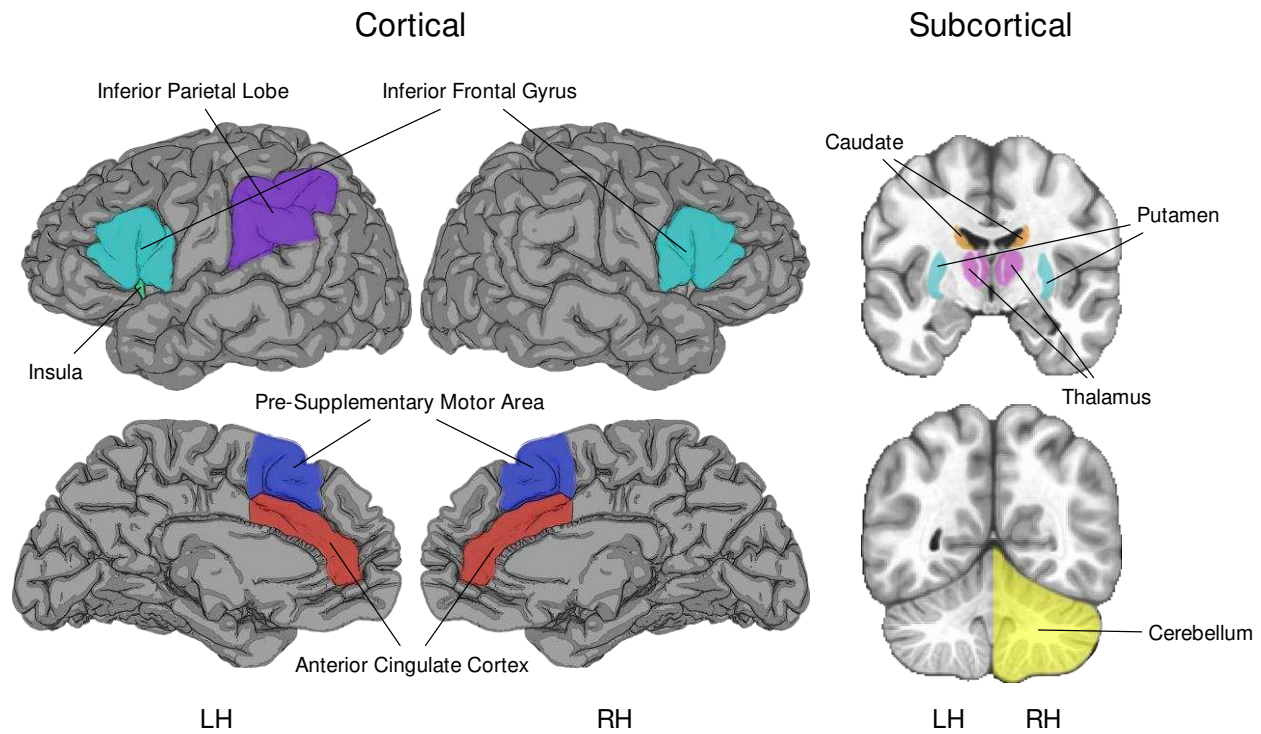 Cortical
Subcortical
Inferior Parietal Lobe
Inferior Frontal Gyrus
Caudate
Putamen
Insula
Thalamus
Pre-Supplementary Motor Area
Cerebellum
Anterior Cingulate Cortex
LH
RH
LH
RH